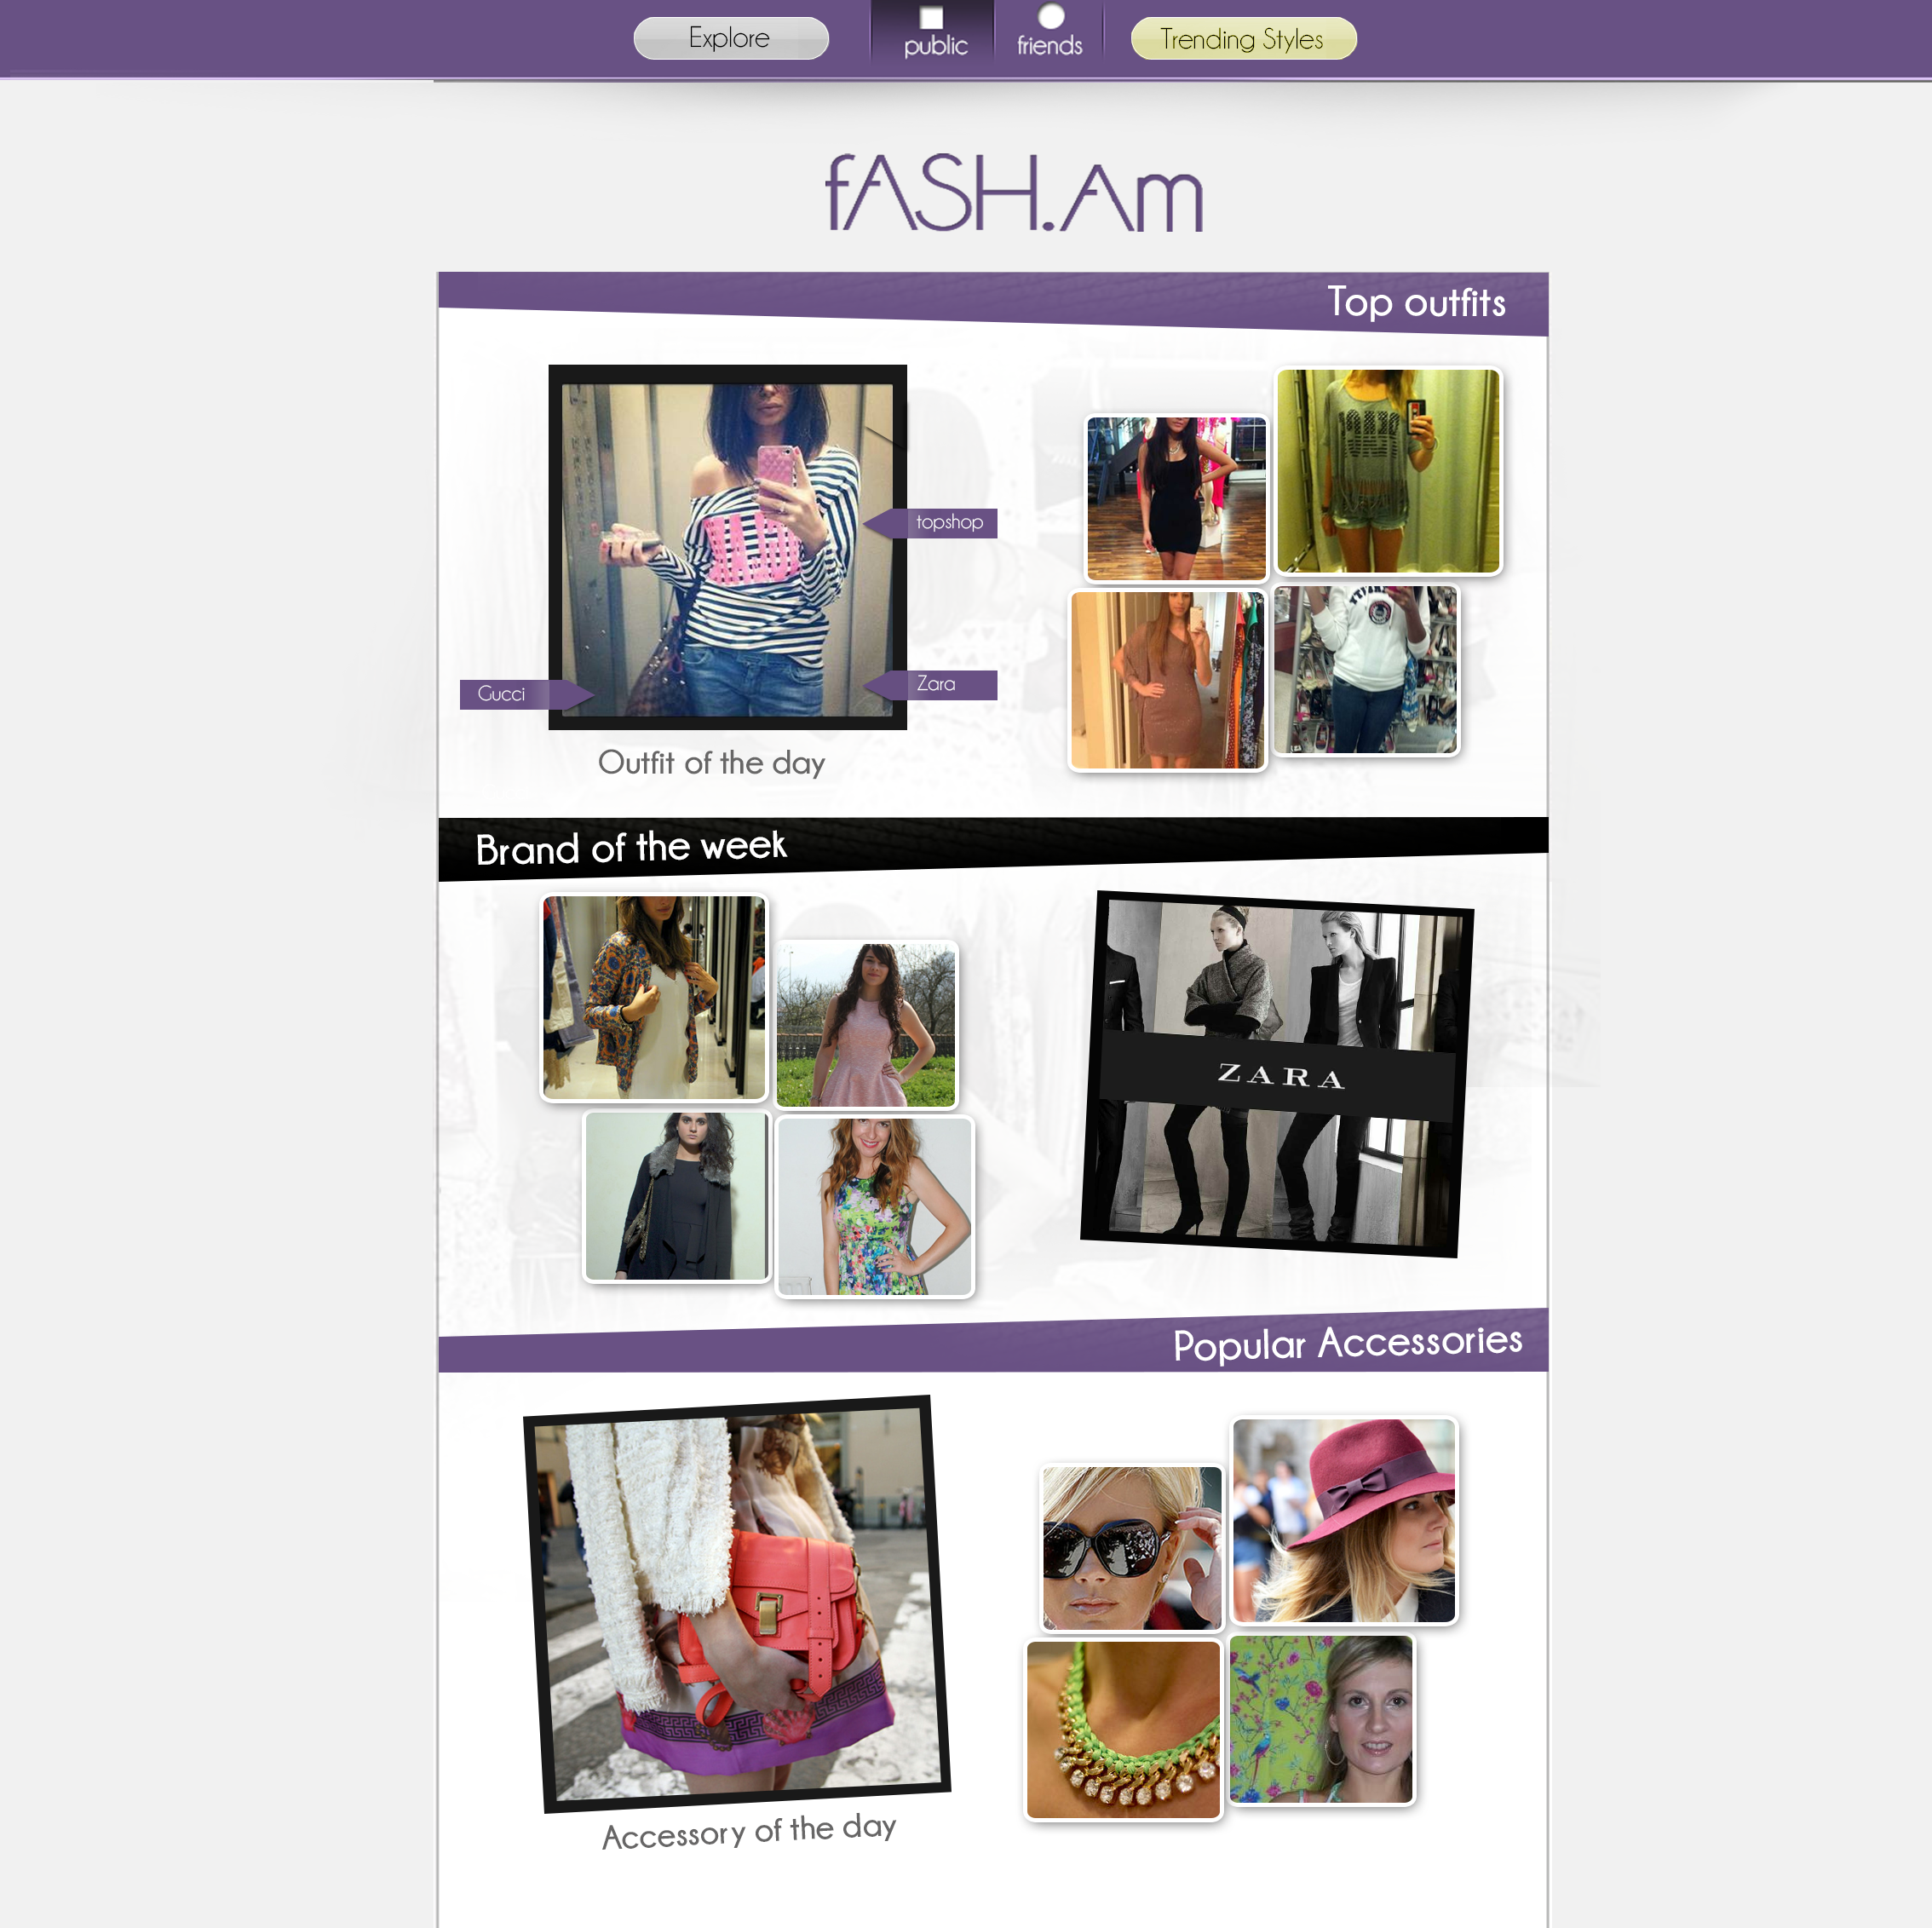 Explore
public
friends
Trending Styles
fASH.Am
Top outfits
topshop
Gucci
Zara
Outfit of the day
Brand of the week
ZARA
Popular Accessories
Accessory of the day